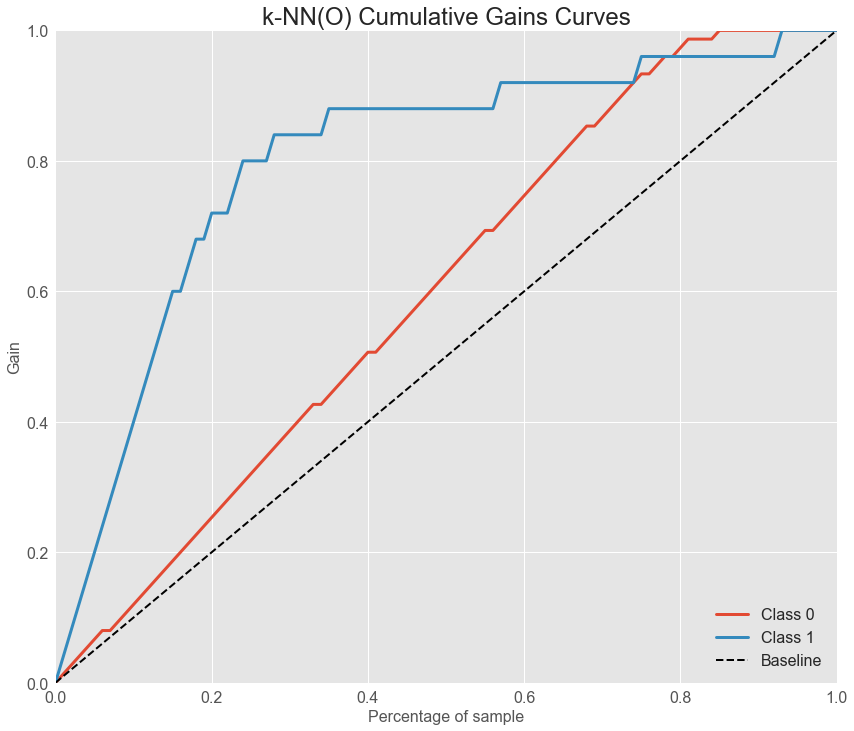 k-NN(O) Cumulative Gains Curves
1.0
0.8
0.6
0.4
0.2
0.0
Gain
0.0 0.2 0.4 0.6 0.8 1.0
Percentage of sample
Class 0
Class 1
Baseline